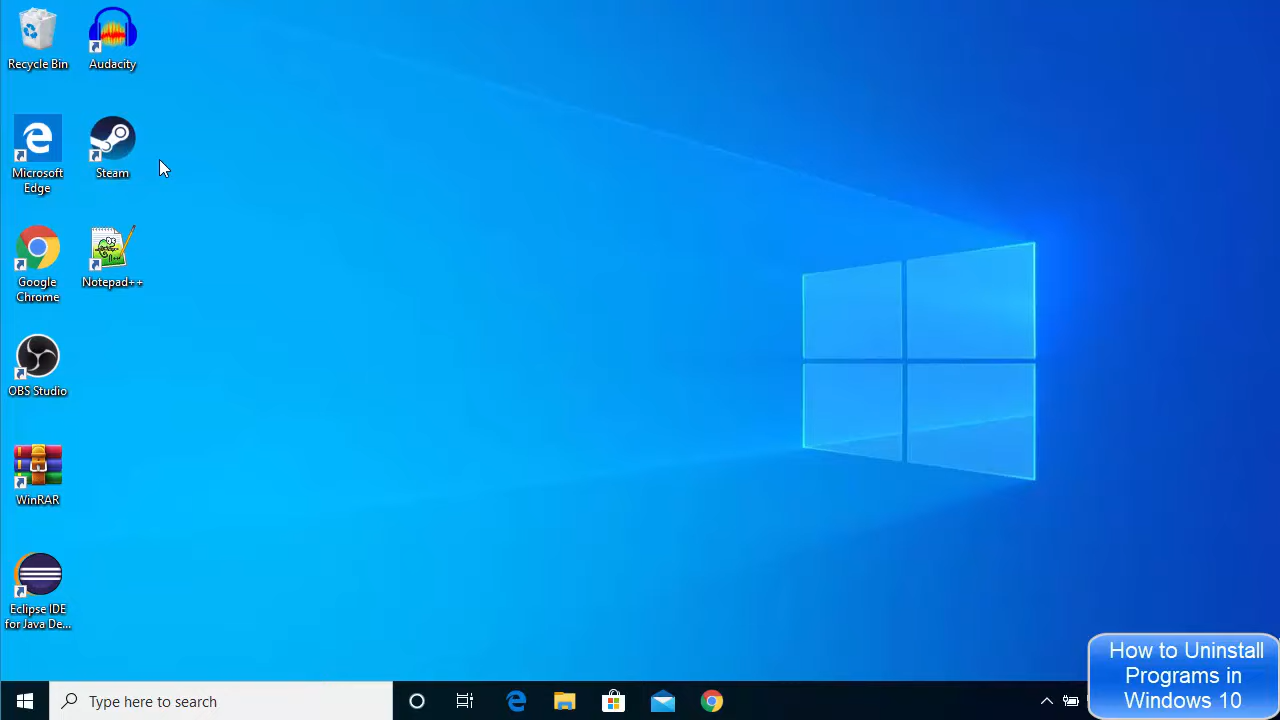 Recycle Bin
Audacity
Microsoft
Edge
Steam
Google
Chrome
Notepad++
OBS Studio
WinRAR
Eclipse IDE
for Java De...
Type here to search
How to Uninstall
Programs in
Windows 10